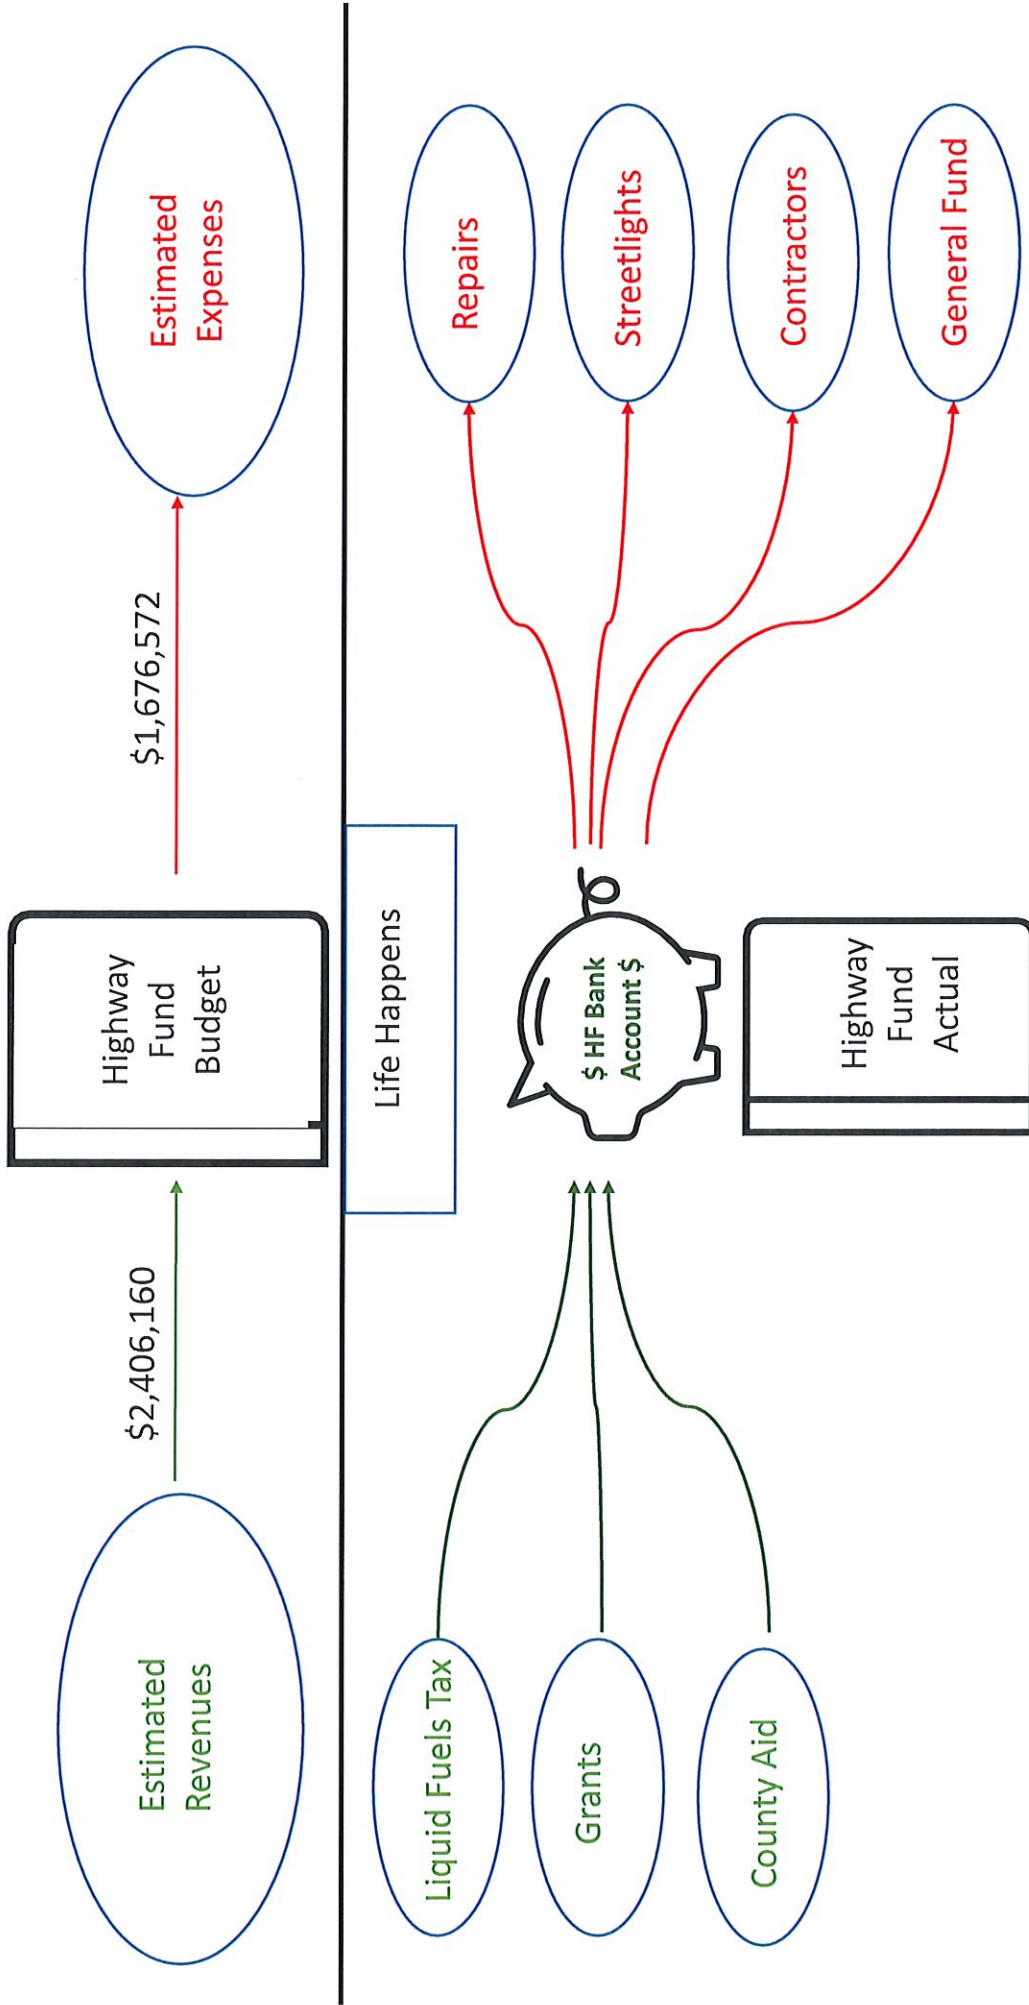 Estimated
Revenues
$2,406,160
Highway
Fund
Budget
$1,676,572
Estimated
Expenses
Life Happens
Liquid Fuels Tax
Grants
County Aid
$ HF Bank
Account $
Highway
Fund
Actual
Repairs
Streetlights
Contractors
General Fund